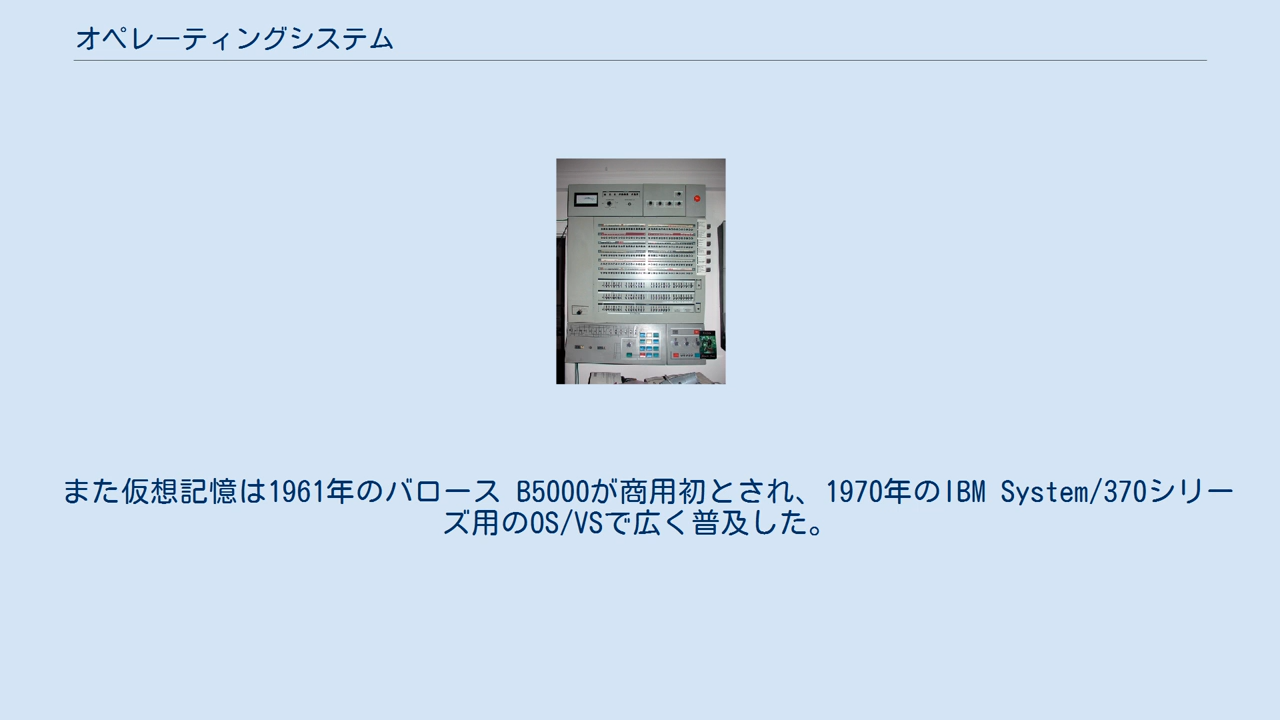 オペレーティングシステム
また仮想記憶は1961年のバロース B5000が商用初とされ、1970年のIBM System/370シリー
ズ用のOS/VSで広く普及した。